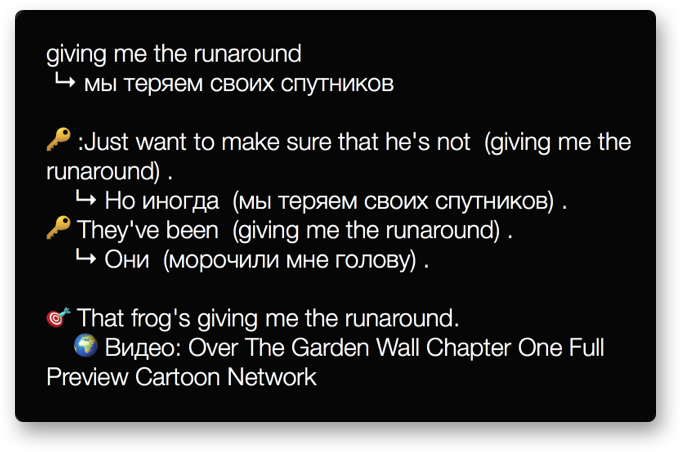 giving me the runaround
↳ мы теряем своих спутников
🔑 :Just want to make sure that he's not (giving me the
runaround) .
↳ Но иногда (мы теряем своих спутников) .
🔑 They've been (giving me the runaround) .
↳ Они (морочили мне голову) .
🎯 That frog's giving me the runaround.
🌍 Видео: Over The Garden Wall Chapter One Full
Preview Cartoon Network